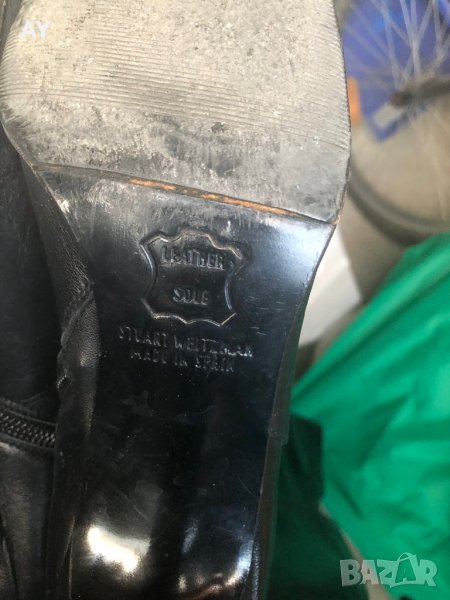 AY
LEATHER
SOLE
STUART WEITZMAN
MADE IN SPAIN
BAZAR